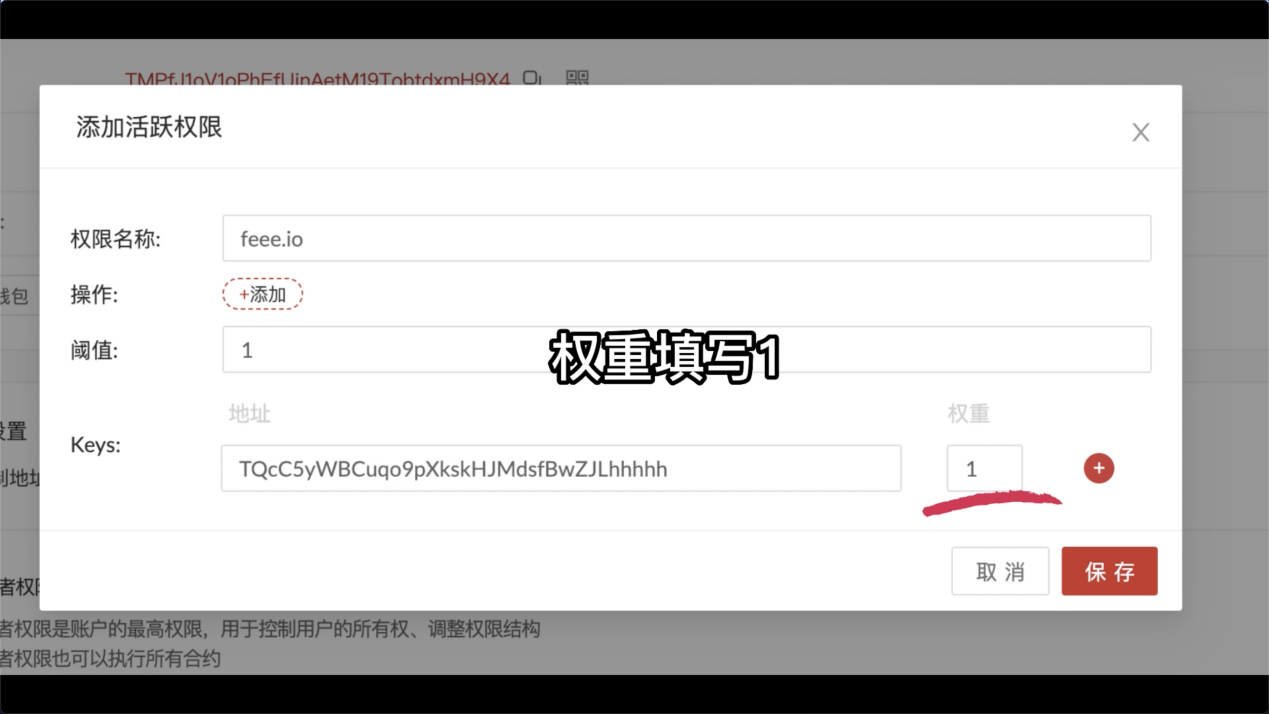 TMPfJ1oV1oPhEfUinAetM19TobtdxmH9X4
添加活跃权限
权限名称:
feee.io
:
操作:
+添加
钱包
阈值:
1
权重填写1
地址
权重
设置
Keys:
TQcC5yWBCuqo9pXkskHJMdsfBwZJLhhhhh
1
制地址
取 消
保 存
者权限
者权限是账户的最高权限，用于控制用户的所有权、调整权限结构
者权限也可以执行所有合约